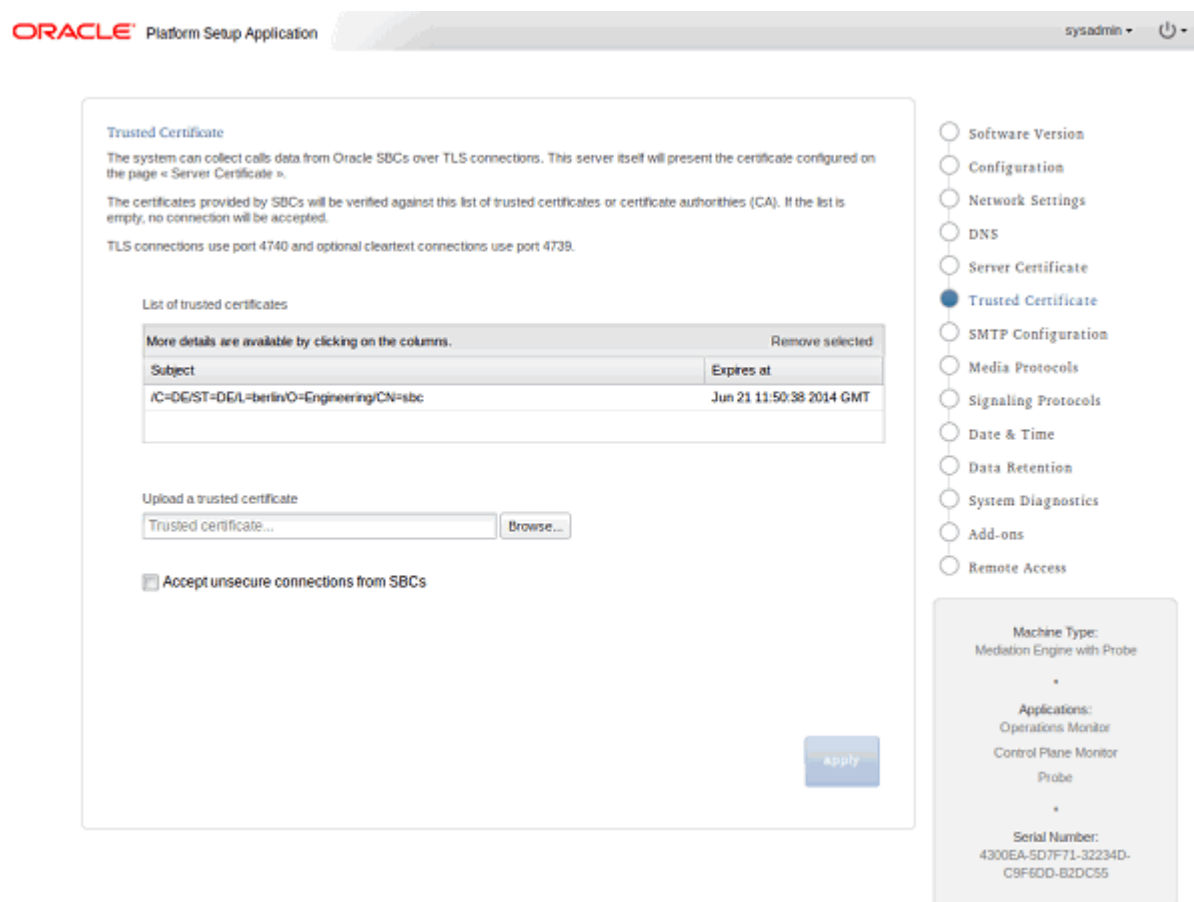 ORACLE Platform Setup Application
sysadmin
Trusted Certificate
The system can collect calls data from Oracle SBCs over TLS connections. This server itself will present the certificate configured on
the page « Server Certificate ».
The certificates provided by SBCs will be verified against this list of trusted certificates or certificate authorithies (CA). If the list is
empty, no connection will be accepted.
TLS connections use port 4740 and optional cleartext connections use port 4739.
List of trusted certificates
More details are available by clicking on the columns. Remove selected
Subject Expires at
/C=DE/ST=DE/L=berlin/O=Engineering/CN=sbc Jun 21 11:50:38 2014 GMT
Upload a trusted certificate
Trusted certificate... Browse...
Accept unsecure connections from SBCs
apply
Software Version
Configuration
Network Settings
DNS
Server Certificate
Trusted Certificate
SMTP Configuration
Media Protocols
Signaling Protocols
Date & Time
Data Retention
System Diagnostics
Add-ons
Remote Access
Machine Type:
Mediation Engine with Probe
Applications:
Operations Monitor
Control Plane Monitor
Probe
Serial Number:
4300EA-5D7F71-32234D-
C9F6DD-B2DC55